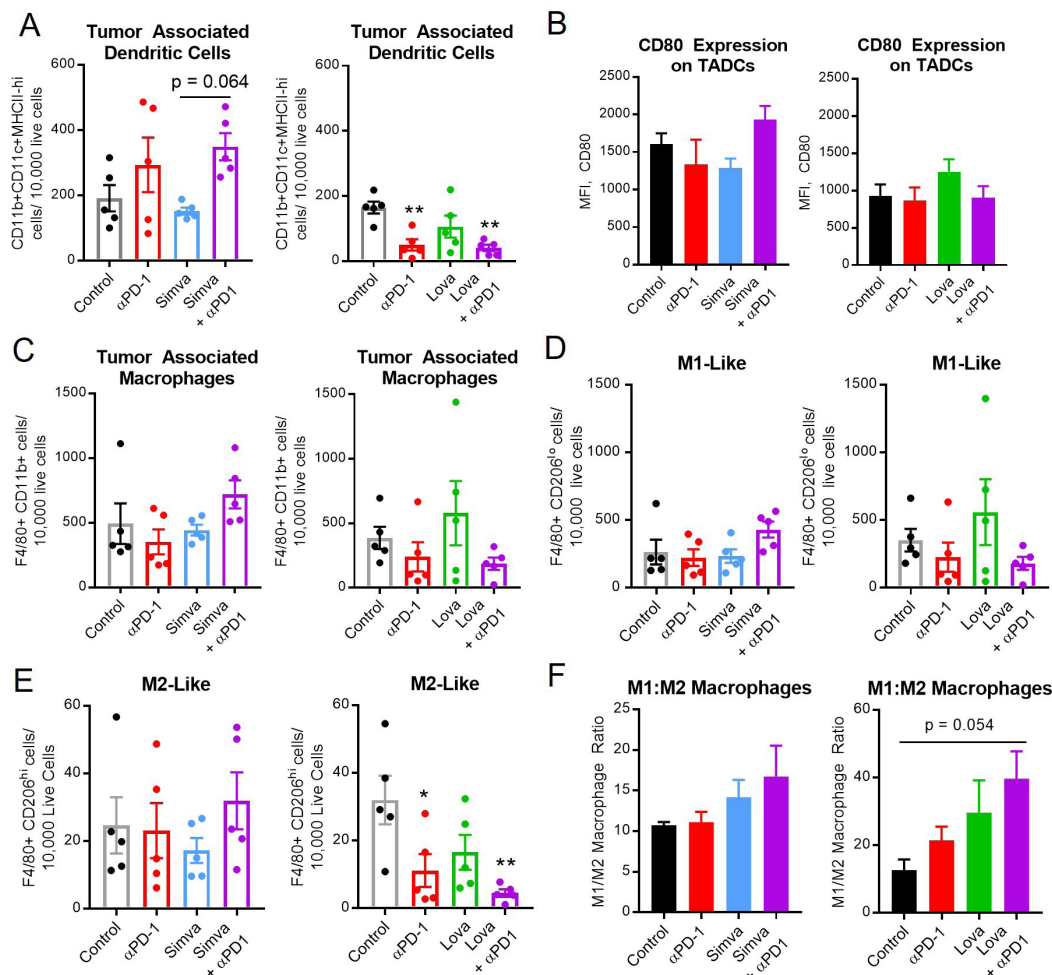 A
Tumor Associated
Dendritic Cells
CD11b+CD11c+MHCII-hi
cells/ 10,000 live cells
600
400
200
0
p = 0.064
Control
αPD-1
Simva
Simva
+ αPD1
Tumor Associated
Dendritic Cells
CD11b+CD11c+MHCII-hi
cells/ 10,000 live cells
600
400
200
0
**
**
Control
αPD-1
Lova
Lova
+ αPD1
B
CD80 Expression
on TADCs
MFI, CD80
2500
2000
1500
1000
500
0
Control
αPD-1
Simva
Simva
+ αPD1
CD80 Expression
on TADCs
MFI, CD80
2500
2000
1500
1000
500
0
Control
αPD-1
Lova
Lova
+ αPD1
C
Tumor Associated
Macrophages
F4/80+ CD11b+ cells/
10,000 live cells
1500
1000
500
0
Control
αPD-1
Simva
Simva
+ αPD1
Tumor Associated
Macrophages
F4/80+ CD11b+ cells/
10,000 live cells
1500
1000
500
0
Control
αPD-1
Lova
Lova
+ αPD1
D
M1-Like
F4/80+ CD206lo cells/
10,000 live cells
1500
1000
500
0
Control
αPD-1
Simva
Simva
+ αPD1
M1-Like
F4/80+ CD206lo cells/
10,000 live cells
1500
1000
500
0
Control
αPD-1
Lova
Lova
+ αPD1
E
M2-Like
F4/80+ CD206hi cells/
10,000 Live Cells
60
40
20
0
Control
αPD-1
Simva
Simva
+ αPD1
M2-Like
F4/80+ CD206hi cells/
10,000 Live Cells
60
40
20
0
*
**
Control
αPD-1
Lova
Lova
+ αPD1
F
M1:M2 Macrophages
M1/M2 Macrophage Ratio
25
20
15
10
5
0
Control
αPD-1
Simva
Simva
+ αPD1
M1:M2 Macrophages
M1/M2 Macrophage Ratio
60
40
20
0
p = 0.054
Control
αPD-1
Lova
Lova
+ αPD1